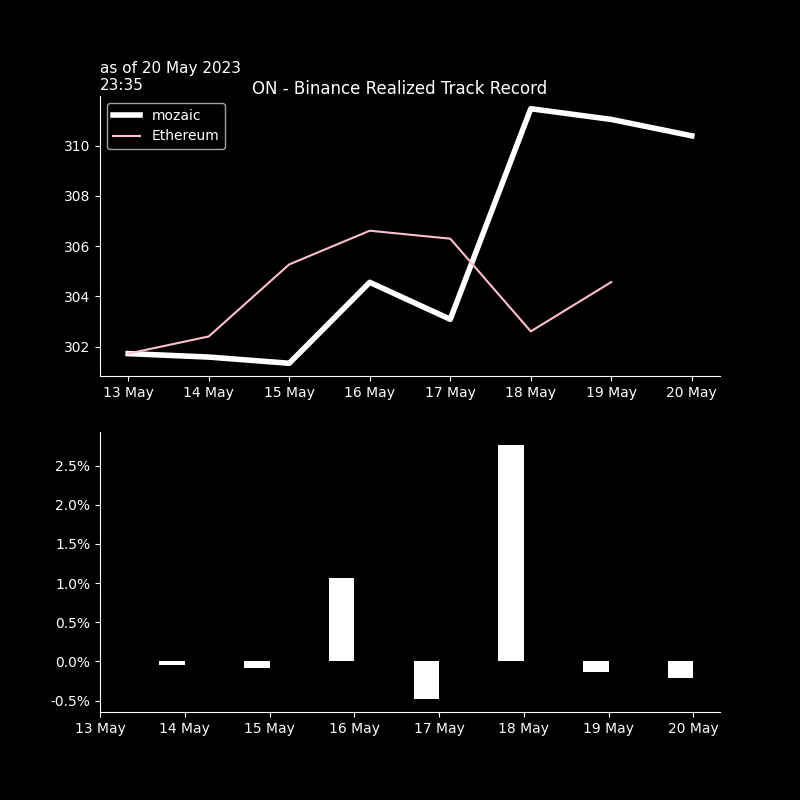 as of 20 May 2023
23:35
ON - Binance Realized Track Record
mozaic
Ethereum
310
308
306
304
302
13 May 14 May 15 May 16 May 17 May 18 May 19 May 20 May
2.5%
2.0%
1.5%
1.0%
0.5%
0.0%
-0.5%
13 May 14 May 15 May 16 May 17 May 18 May 19 May 20 May